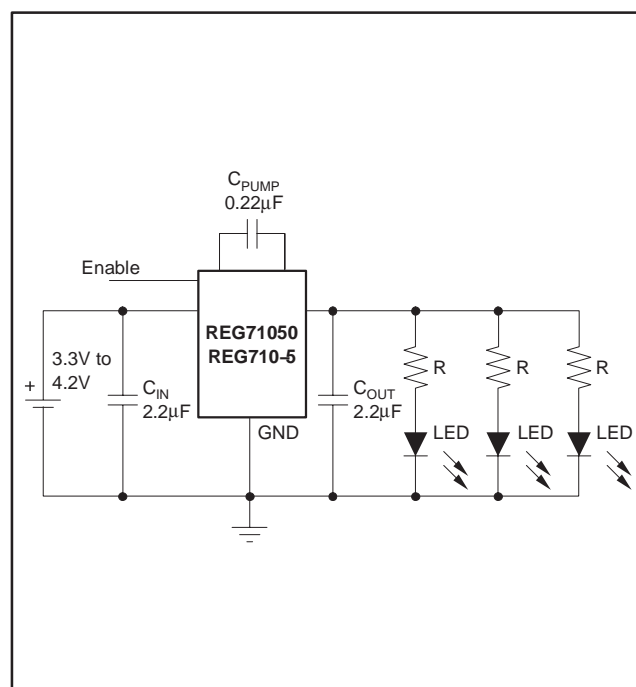 C_PUMP
0.22µF
Enable
REG71050
REG710-5
3.3V to
4.2V
+
C_IN
2.2µF
C_OUT
2.2µF
GND
R
R
R
LED
LED
LED